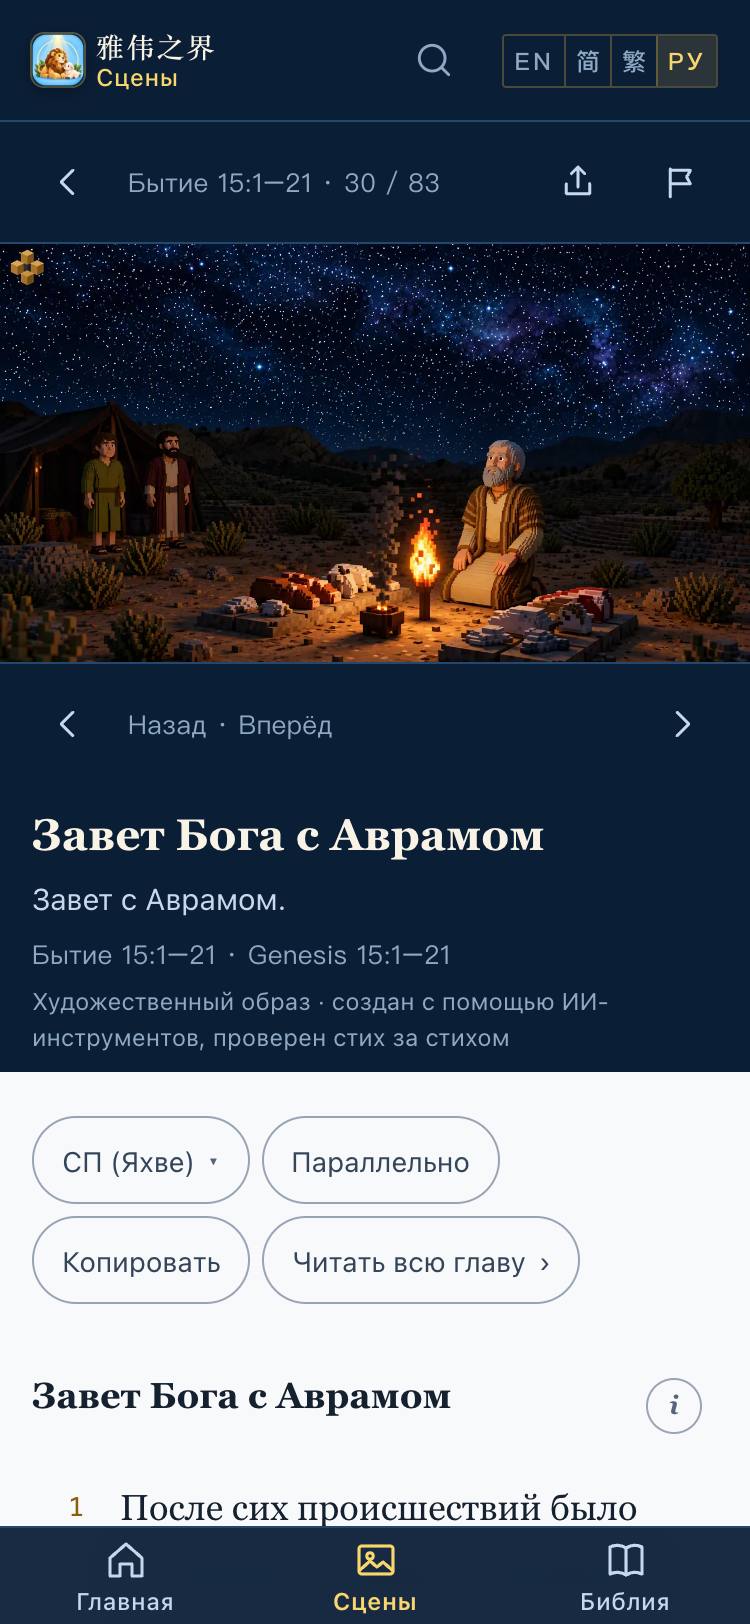 雅伟之界
Сцены
EN 简 繁 РУ
Бытие 15:1—21 · 30 / 83
Назад · Вперёд
Завет Бога с Аврамом
Завет с Аврамом.
Бытие 15:1—21 · Genesis 15:1—21
Художественный образ · создан с помощью ИИ-
инструментов, проверен стих за стихом
СП (Яхве) ▾ Параллельно
Копировать Читать всю главу ›
Завет Бога с Аврамом
i
1 После сих происшествий было
Главная Сцены Библия